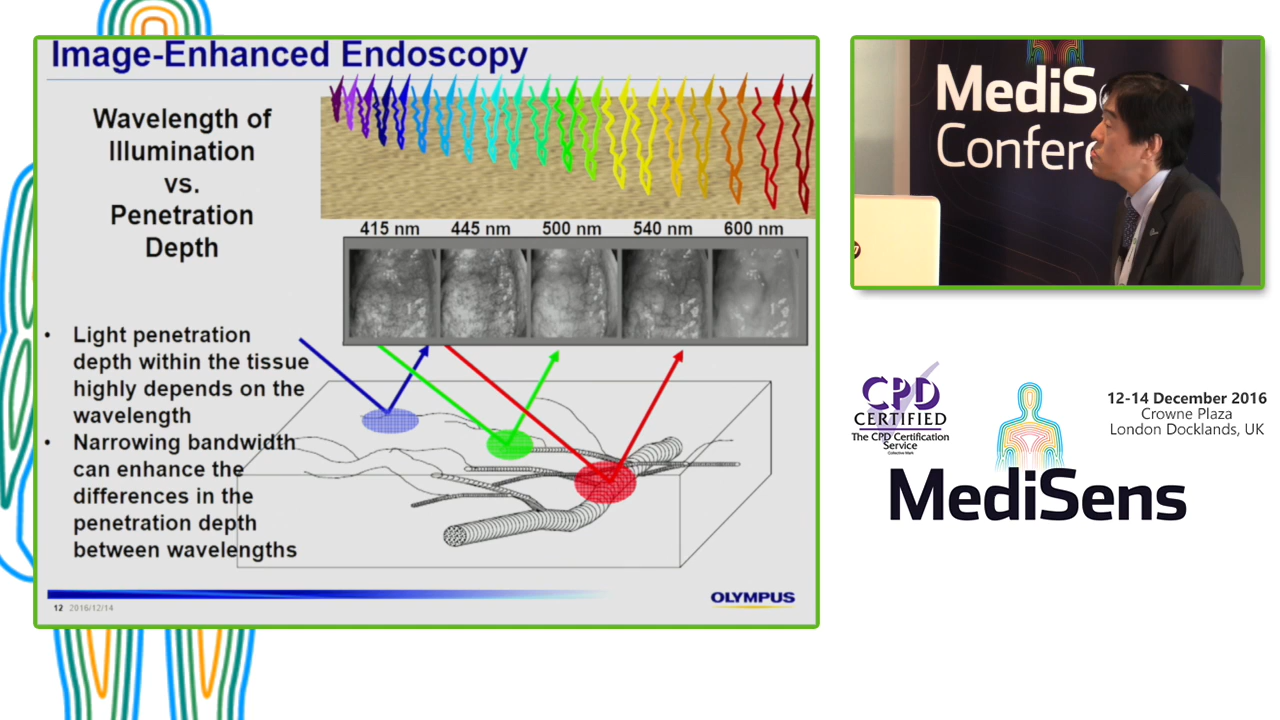 Image-Enhanced Endoscopy
Wavelength of
Illumination
vs.
Penetration
Depth
415 nm 445 nm 500 nm 540 nm 600 nm
• Light penetration
depth within the tissue
highly depends on the
wavelength
• Narrowing bandwidth
can enhance the
differences in the
penetration depth
between wavelengths
12 2016/12/14
OLYMPUS
MediS
Confere
CPD
CERTIFIED
The CPD Certification
Service
Collective Mark
12-14 December 2016
Crowne Plaza
London Docklands, UK
MediSens